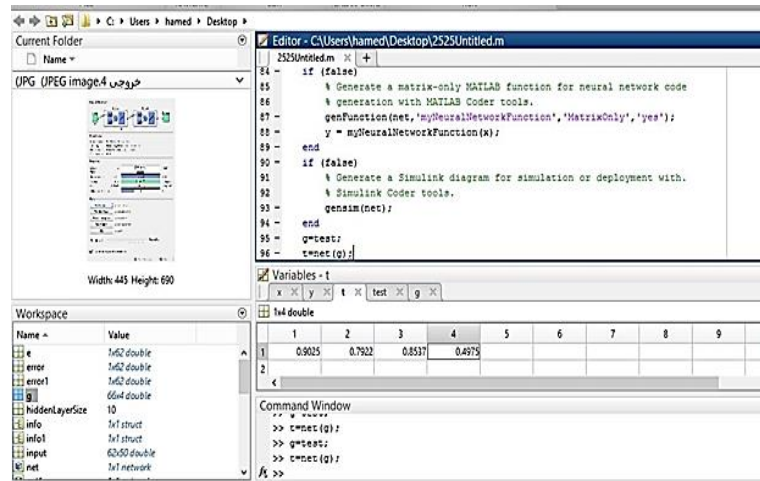 C: ▸ Users ▸ hamed ▸ Desktop ▸
Current Folder
Name
(JPG (JPEG image.4 خروجی
Width: 445 Height: 690
Workspace
Name Value
e 1x62 double
error 1x62 double
error1 1x62 double
g 66x4 double
hiddenLayerSize 10
info 1x1 struct
info1 1x1 struct
input 62x50 double
net 1x1 network
Editor - C:\Users\hamed\Desktop\2525Untitled.m
2525Untitled.m × +
84 - if (false)
85 % Generate a matrix-only MATLAB function for neural network code
86 % generation with MATLAB Coder tools.
87 - genFunction(net,'myNeuralNetworkFunction','MatrixOnly','yes');
88 - y = myNeuralNetworkFunction(x);
89 - end
90 - if (false)
91 % Generate a Simulink diagram for simulation or deployment with.
92 % Simulink Coder tools.
93 - gensim(net);
94 - end
95 - g=test;
96 - t=net(g);
Variables - t
x × y × t × test × g ×
1x4 double
1 2 3 4 5 6 7 8 9
1 0.9025 0.7922 0.8537 0.4975
2
Command Window
>> g=test;
>> t=net(g);
>> g=test;
>> t=net(g);
fx >>